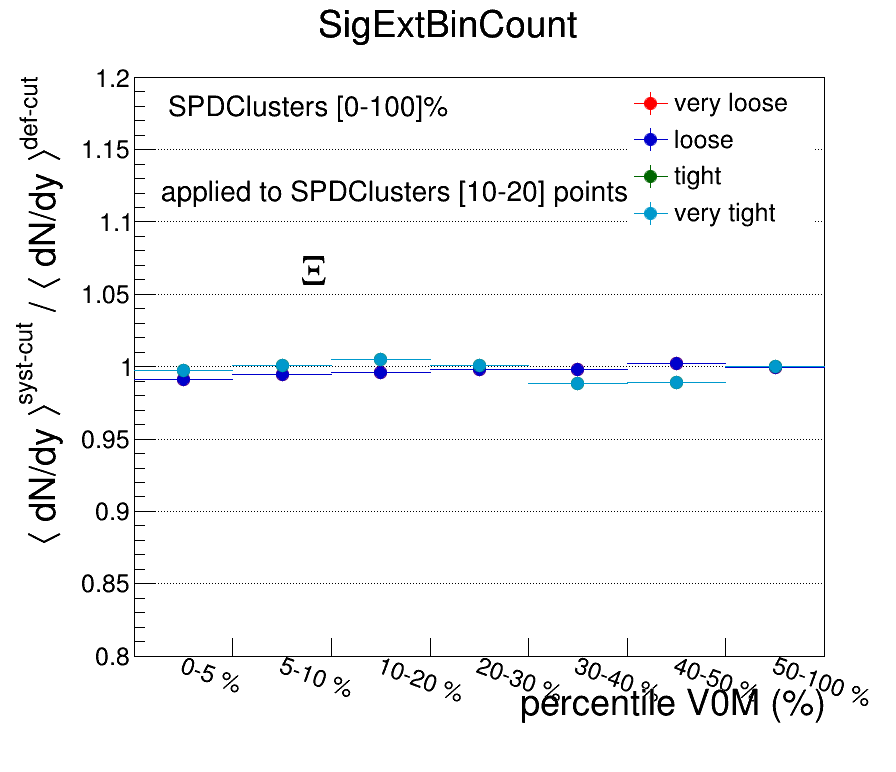 SigExtBinCount
⟨ dN/dy ⟩^syst-cut / ⟨ dN/dy ⟩^def-cut
1.2
1.15
1.1
1.05
1
0.95
0.9
0.85
0.8
SPDClusters [0-100]%
applied to SPDClusters [10-20] points
Ξ
very loose
loose
tight
very tight
0-5 %
5-10 %
10-20 %
20-30 %
30-40 %
40-50 %
50-100 %
percentile V0M (%)